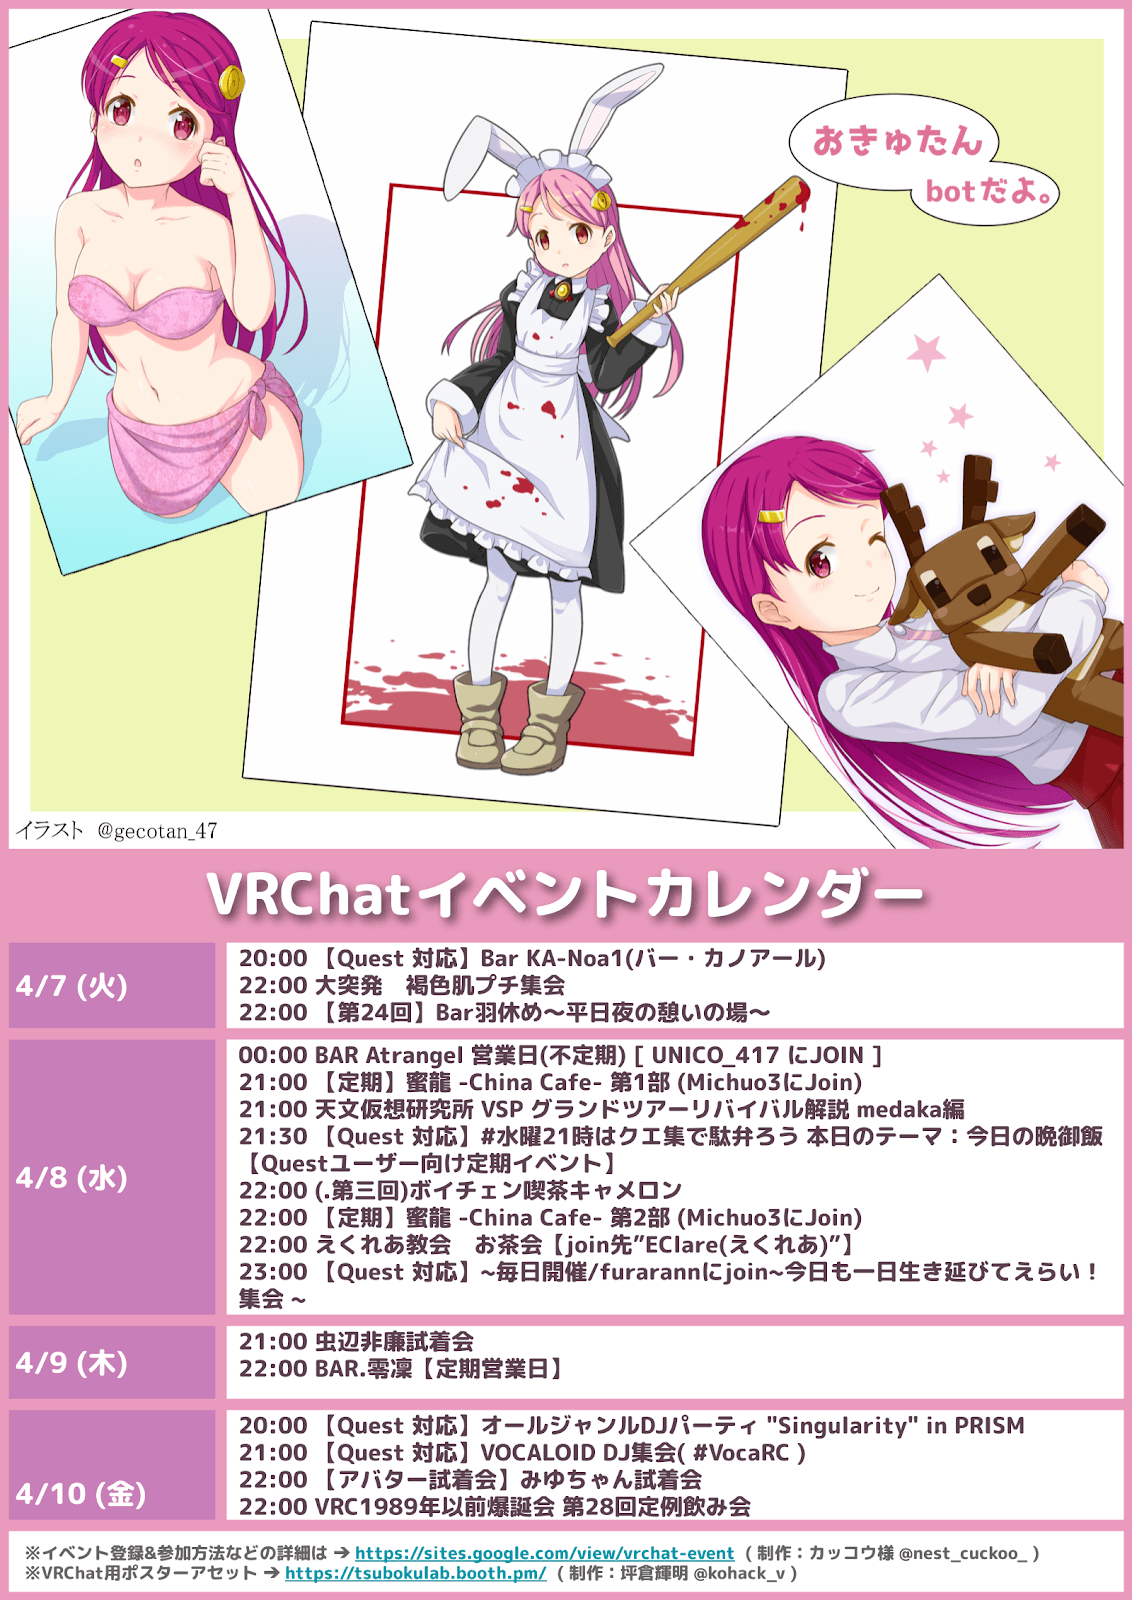 おきゅたん
botだよ。
イラスト @gecotan_47
VRChatイベントカレンダー
4/7 (火)
20:00 【Quest 対応】Bar KA-Noa1(バー・カノアール)
22:00 大突発　褐色肌プチ集会
22:00 【第24回】Bar羽休め〜平日夜の憩いの場〜
4/8 (水)
00:00 BAR Atrangel 営業日(不定期) [ UNICO_417 にJOIN ]
21:00 【定期】蜜龍 -China Cafe- 第1部 (Michuo3にJoin)
21:00 天文仮想研究所 VSP グランドツアーリバイバル解説 medaka編
21:30 【Quest 対応】#水曜21時はクエ集で駄弁ろう 本日のテーマ：今日の晩御飯
【Questユーザー向け定期イベント】
22:00 (.第三回)ボイチェン喫茶キャメロン
22:00 【定期】蜜龍 -China Cafe- 第2部 (Michuo3にJoin)
22:00 えくれあ教会　お茶会【join先”EClare(えくれあ)”】
23:00 【Quest 対応】~毎日開催/furarannにjoin~今日も一日生き延びてえらい！
集会 ~
4/9 (木)
21:00 虫辺非廉試着会
22:00 BAR.零凜【定期営業日】
4/10 (金)
20:00 【Quest 対応】オールジャンルDJパーティ "Singularity" in PRISM
21:00 【Quest 対応】VOCALOID DJ集会( #VocaRC )
22:00 【アバター試着会】みゆちゃん試着会
22:00 VRC1989年以前爆誕会 第28回定例飲み会
※イベント登録&参加方法などの詳細は ➔ https://sites.google.com/view/vrchat-event ( 制作：カッコウ様 @nest_cuckoo_ )
※VRChat用ポスターアセット ➔ https://tsubokulab.booth.pm/ ( 制作：坪倉輝明 @kohack_v )